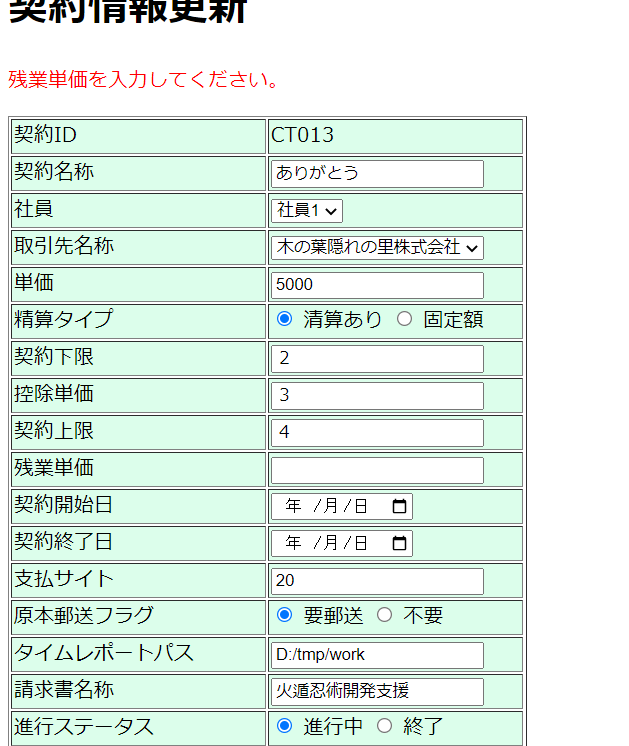 契約情報更新
残業単価を入力してください。
契約ID CT013
契約名称 ありがとう
社員 社員1
取引先名称 木の葉隠れの里株式会社
単価 5000
精算タイプ 清算あり 固定額
契約下限 ２
控除単価 ３
契約上限 ４
残業単価
契約開始日 年 /月/日
契約終了日 年 /月/日
支払サイト 20
原本郵送フラグ 要郵送 不要
タイムレポートパス D:/tmp/work
請求書名称 火遁忍術開発支援
進行ステータス 進行中 終了